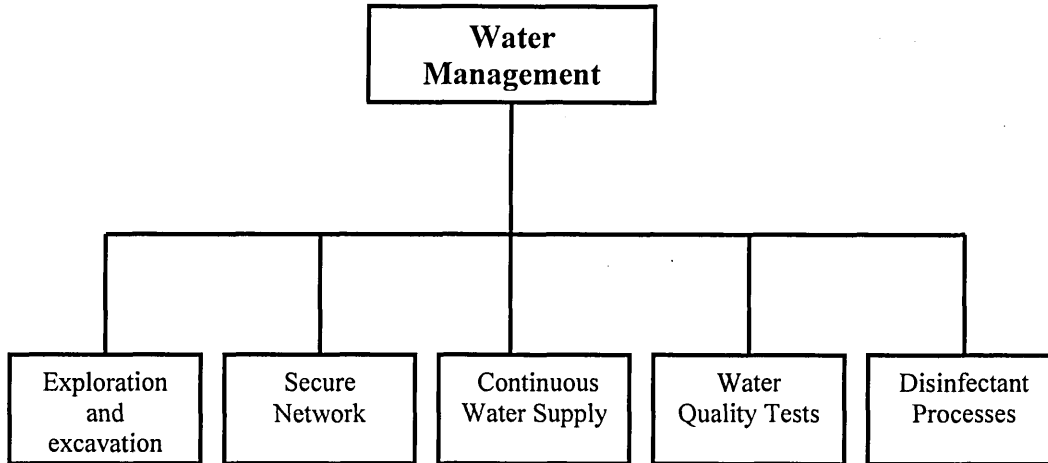 Water
Management
Exploration
and
excavation
Secure
Network
Continuous
Water Supply
Water
Quality Tests
Disinfectant
Processes